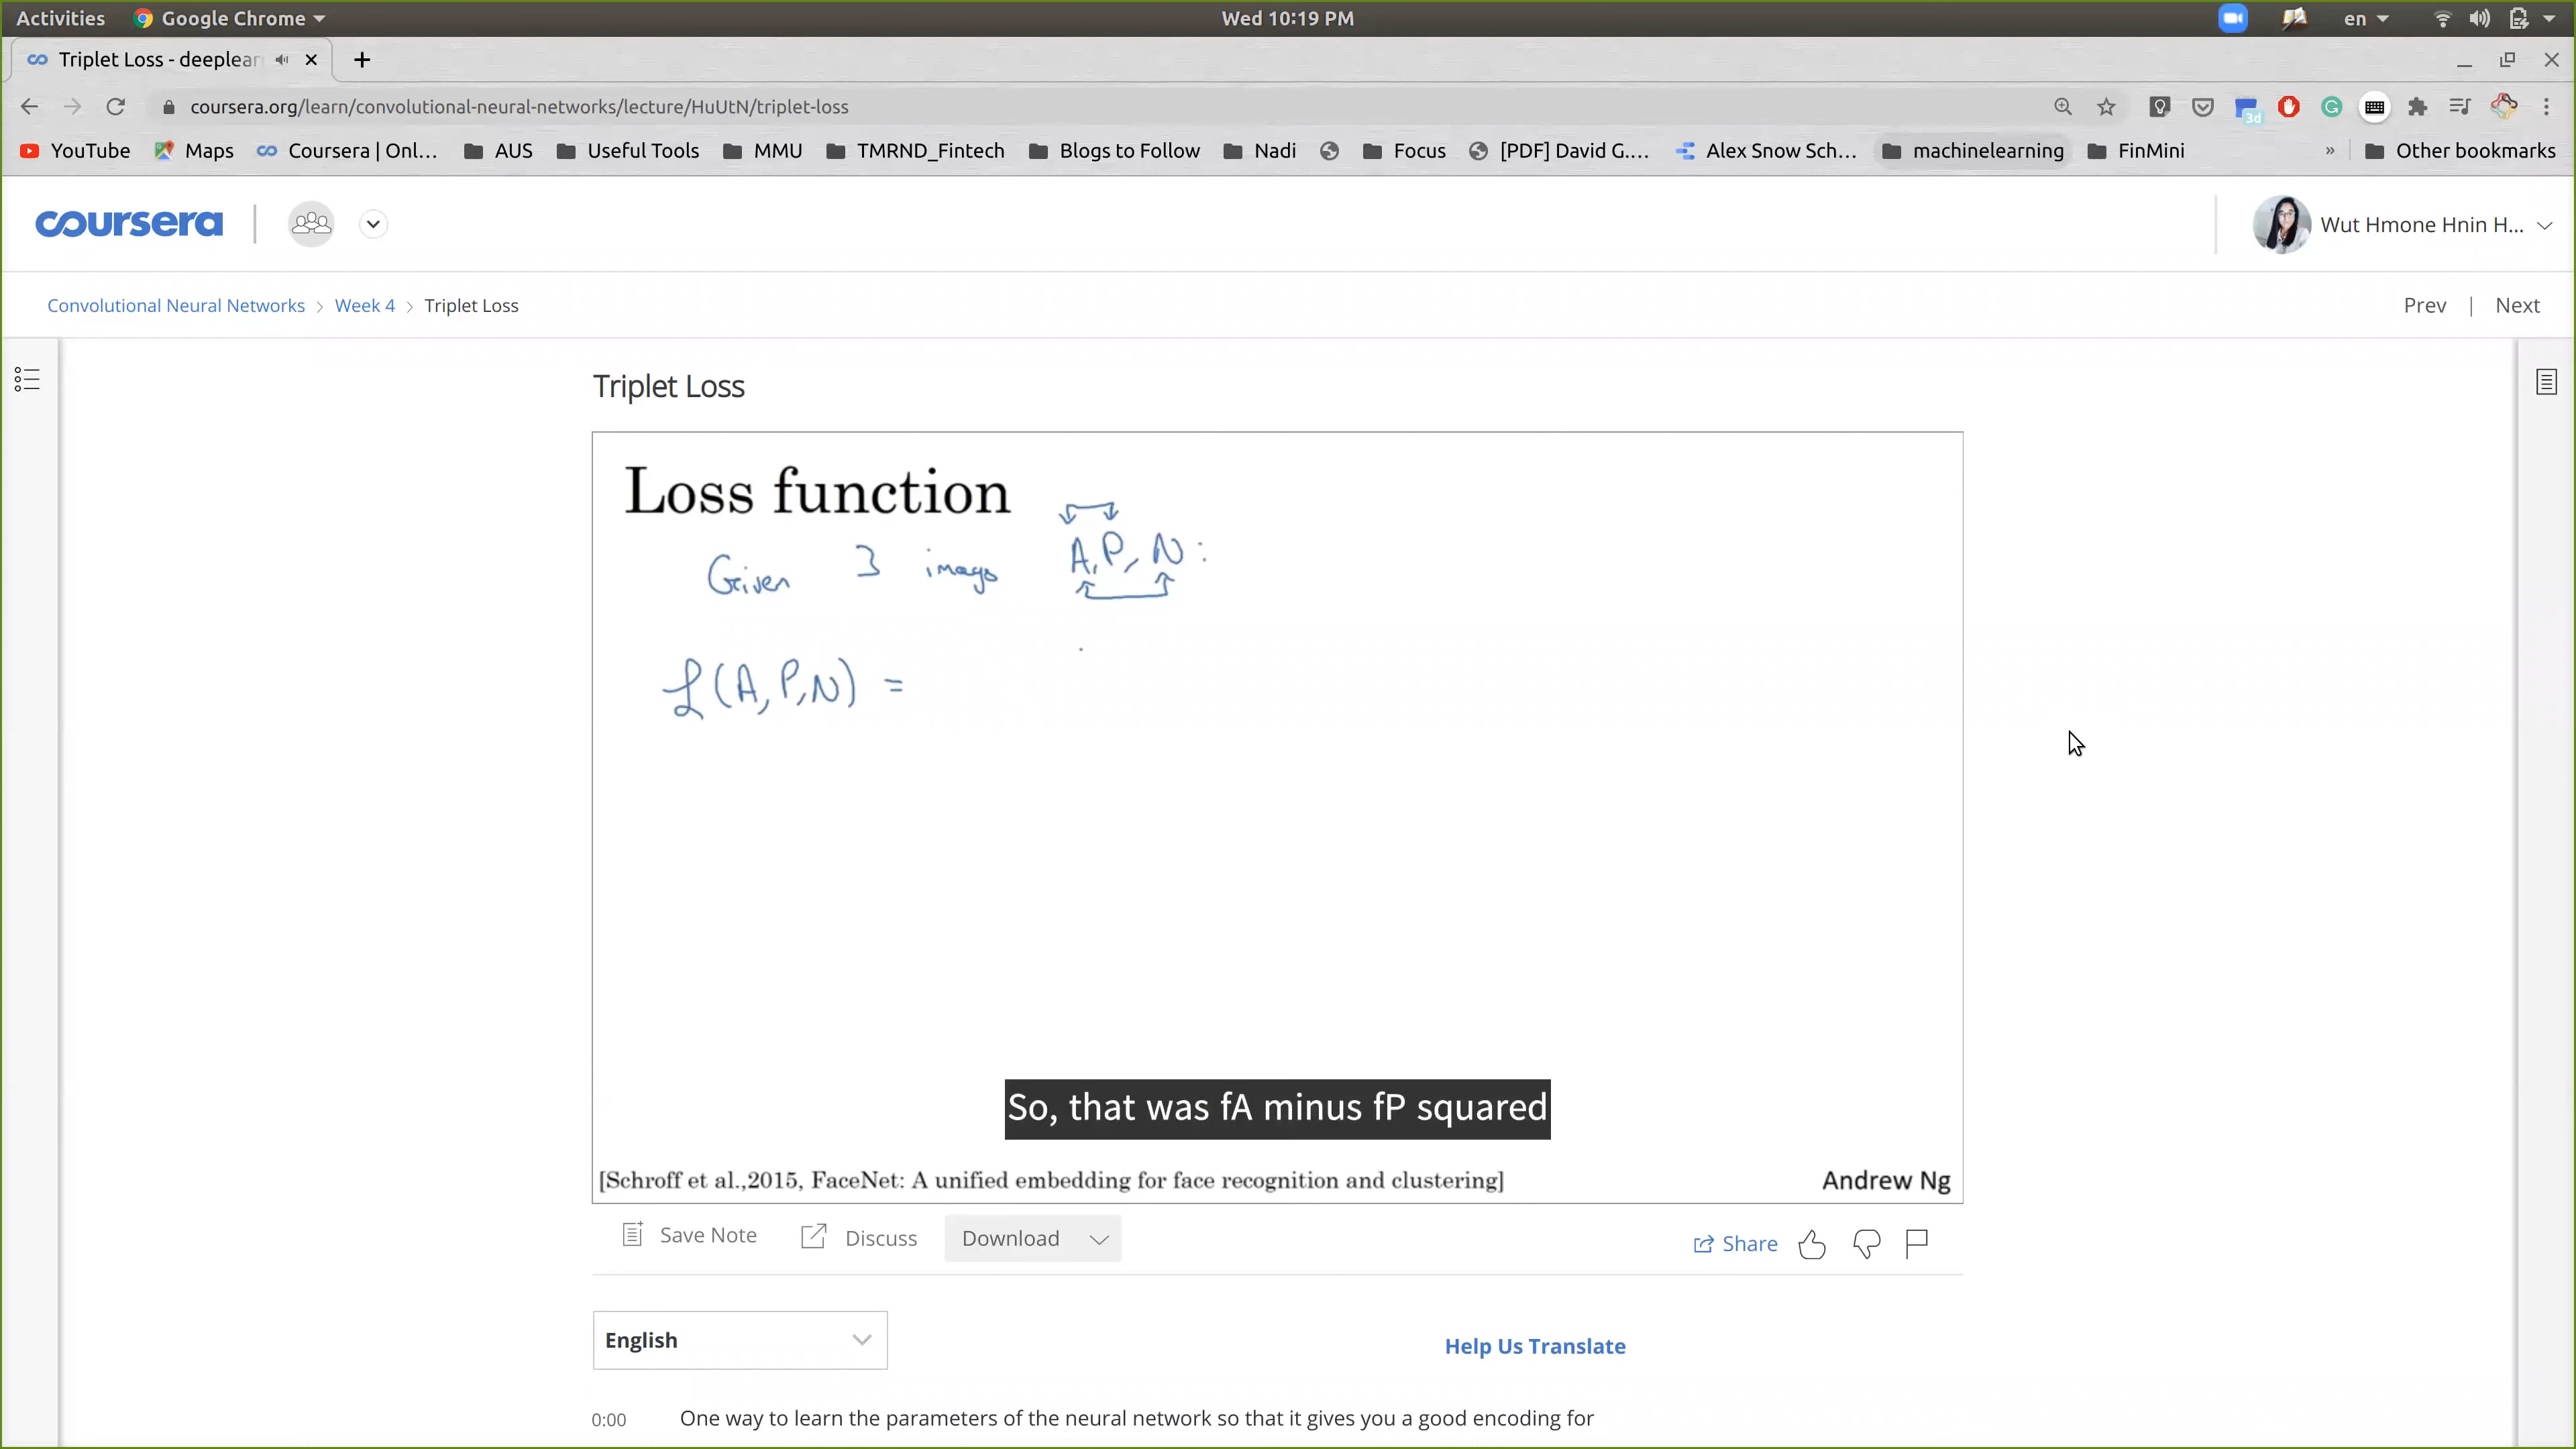 Activities Google Chrome Wed 10:19 PM en
Triplet Loss - deeplear
coursera.org/learn/convolutional-neural-networks/lecture/HuUtN/triplet-loss
3d
YouTube Maps Coursera | Onl... AUS Useful Tools MMU TMRND_Fintech Blogs to Follow Nadi Focus [PDF] David G.... Alex Snow Sch... machinelearning FinMini » Other bookmarks
coursera Wut Hmone Hnin H...
Convolutional Neural Networks > Week 4 > Triplet Loss Prev | Next
Triplet Loss
Loss function
Given 3 images A, P, N:
ℒ(A, P, N) =
So, that was fA minus fP squared
[Schroff et al.,2015, FaceNet: A unified embedding for face recognition and clustering] Andrew Ng
Save Note Discuss Download Share
English Help Us Translate
0:00 One way to learn the parameters of the neural network so that it gives you a good encoding for